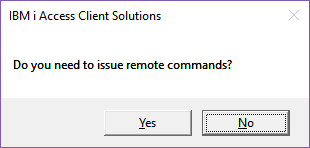 IBM i Access Client Solutions
Do you need to issue remote commands?
Yes
No